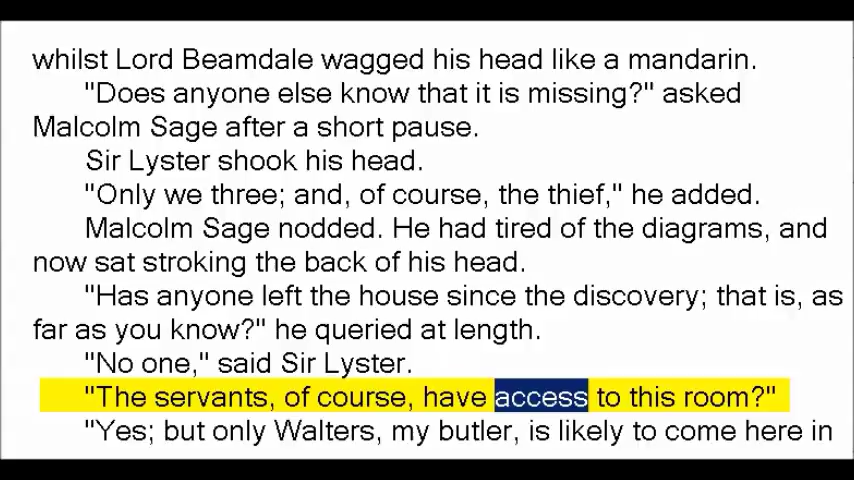 whilst Lord Beamdale wagged his head like a mandarin.
"Does anyone else know that it is missing?" asked
Malcolm Sage after a short pause.
Sir Lyster shook his head.
"Only we three; and, of course, the thief," he added.
Malcolm Sage nodded. He had tired of the diagrams, and
now sat stroking the back of his head.
"Has anyone left the house since the discovery; that is, as
far as you know?" he queried at length.
"No one," said Sir Lyster.
"The servants, of course, have access to this room?"
"Yes; but only Walters, my butler, is likely to come here in